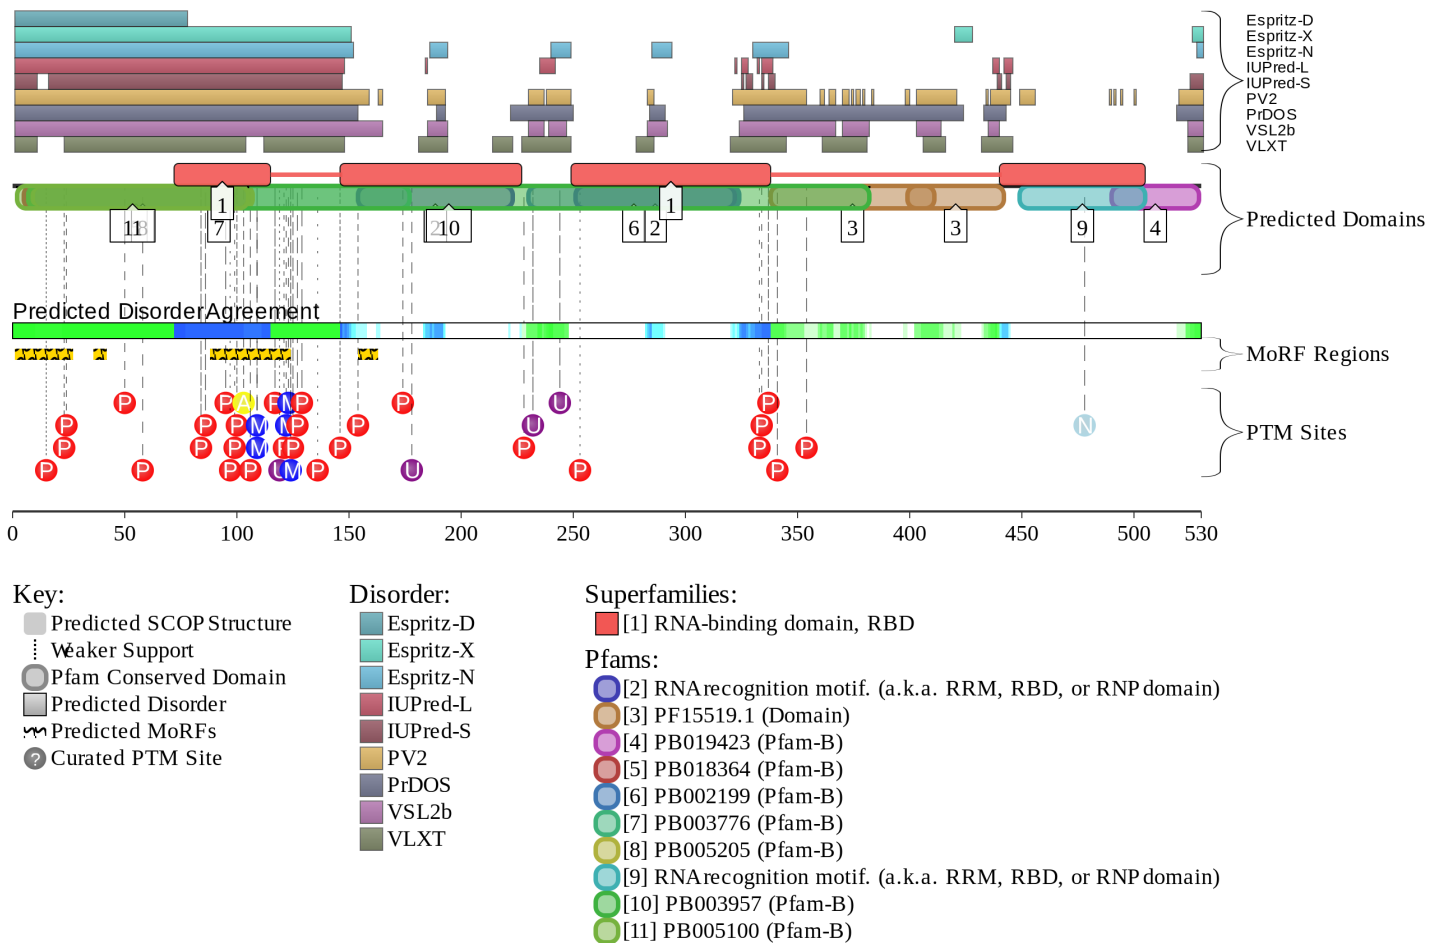 Espritz-D
Espritz-X
Espritz-N
IUPred-L
IUPred-S
PV2
PrDOS
VSL2b
VLXT
Predicted Domains
1
1
11 8
7
2 10
6 2
3
3
9
4
Predicted Disorder Agreement
MoRF Regions
P P A P M P P U P
P P P M M P P U P N
P P P M P P P P P P
P P P P U M P U P P
PTM Sites
0 50 100 150 200 250 300 350 400 450 500 530
Key:
Predicted SCOP Structure
Weaker Support
Pfam Conserved Domain
Predicted Disorder
Predicted MoRFs
? Curated PTM Site
Disorder:
Espritz-D
Espritz-X
Espritz-N
IUPred-L
IUPred-S
PV2
PrDOS
VSL2b
VLXT
Superfamilies:
[1] RNA-binding domain, RBD
Pfams:
[2] RNA recognition motif. (a.k.a. RRM, RBD, or RNP domain)
[3] PF15519.1 (Domain)
[4] PB019423 (Pfam-B)
[5] PB018364 (Pfam-B)
[6] PB002199 (Pfam-B)
[7] PB003776 (Pfam-B)
[8] PB005205 (Pfam-B)
[9] RNA recognition motif. (a.k.a. RRM, RBD, or RNP domain)
[10] PB003957 (Pfam-B)
[11] PB005100 (Pfam-B)